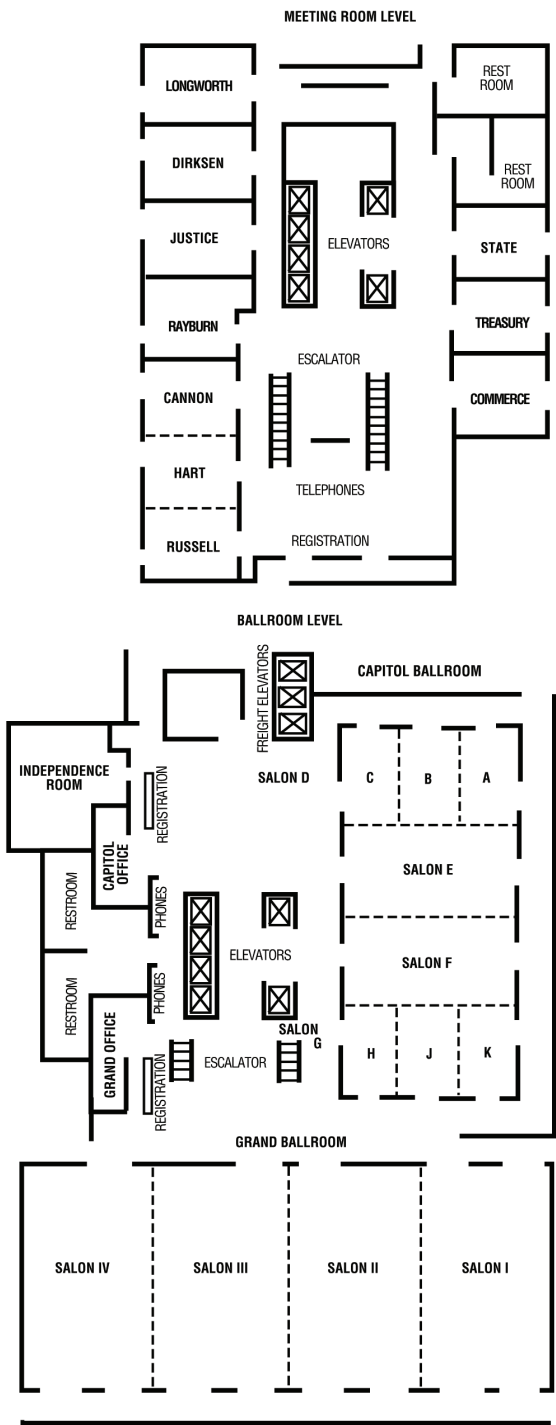 MEETING ROOM LEVEL
LONGWORTH
REST
ROOM
DIRKSEN
REST
ROOM
JUSTICE
ELEVATORS
STATE
RAYBURN
TREASURY
ESCALATOR
CANNON
COMMERCE
HART
TELEPHONES
RUSSELL
REGISTRATION
BALLROOM LEVEL
FREIGHT ELEVATORS
CAPITOL BALLROOM
INDEPENDENCE
ROOM
REGISTRATION
SALON D
C
B
A
CAPITOL
OFFICE
SALON E
RESTROOM
PHONES
ELEVATORS
SALON F
RESTROOM
PHONES
SALON
G
GRAND OFFICE
REGISTRATION
ESCALATOR
H
J
K
GRAND BALLROOM
SALON IV
SALON III
SALON II
SALON I